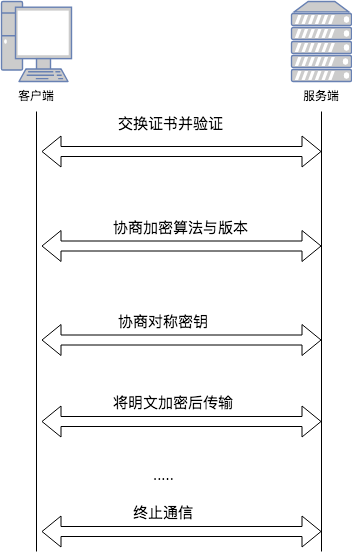 客户端
服务端
交换证书并验证
协商加密算法与版本
协商对称密钥
将明文加密后传输
.....
终止通信